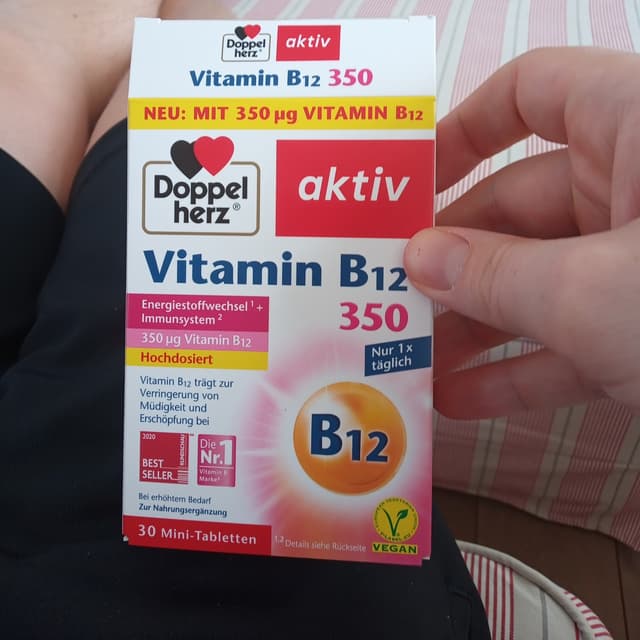 Doppel
herz®
aktiv
Vitamin B12 350
NEU: MIT 350 µg VITAMIN B12
Doppel
herz®
aktiv
Vitamin B12
350
Energiestoffwechsel ¹ +
Immunsystem ²
350 µg Vitamin B12
Hochdosiert
Nur 1 x
täglich
Vitamin B12 trägt zur
Verringerung von
Müdigkeit und
Erschöpfung bei
B12
2020
BEST
SELLER
Die
Nr.1
Vitamin B
Marke
Bei erhöhtem Bedarf
Zur Nahrungsergänzung
30 Mini-Tabletten
1,2 Details siehe Rückseite
VEGAN